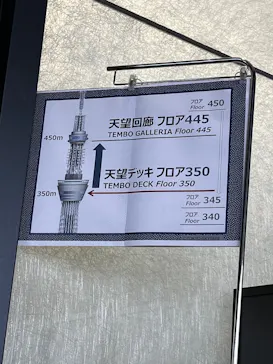 フロア 450
Floor
天望回廊 フロア445
TEMBO GALLERIA Floor 445
450m
天望デッキ フロア350
TEMBO DECK Floor 350
350m
フロア 345
Floor
フロア 340
Floor